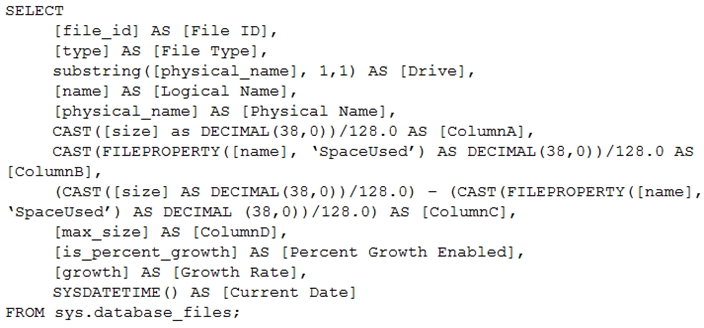 SELECT
[file_id] AS [File ID],
[type] AS [File Type],
substring([physical_name], 1,1) AS [Drive],
[name] AS [Logical Name],
[physical_name] AS [Physical Name],
CAST([size] as DECIMAL(38,0))/128.0 AS [ColumnA],
CAST(FILEPROPERTY([name], ‘SpaceUsed’) AS DECIMAL(38,0))/128.0 AS
[ColumnB],
(CAST([size] AS DECIMAL(38,0))/128.0) – (CAST(FILEPROPERTY([name],
‘SpaceUsed’) AS DECIMAL (38,0))/128.0) AS [ColumnC],
[max_size] AS [ColumnD],
[is_percent_growth] AS [Percent Growth Enabled],
[growth] AS [Growth Rate],
SYSDATETIME() AS [Current Date]
FROM sys.database_files;